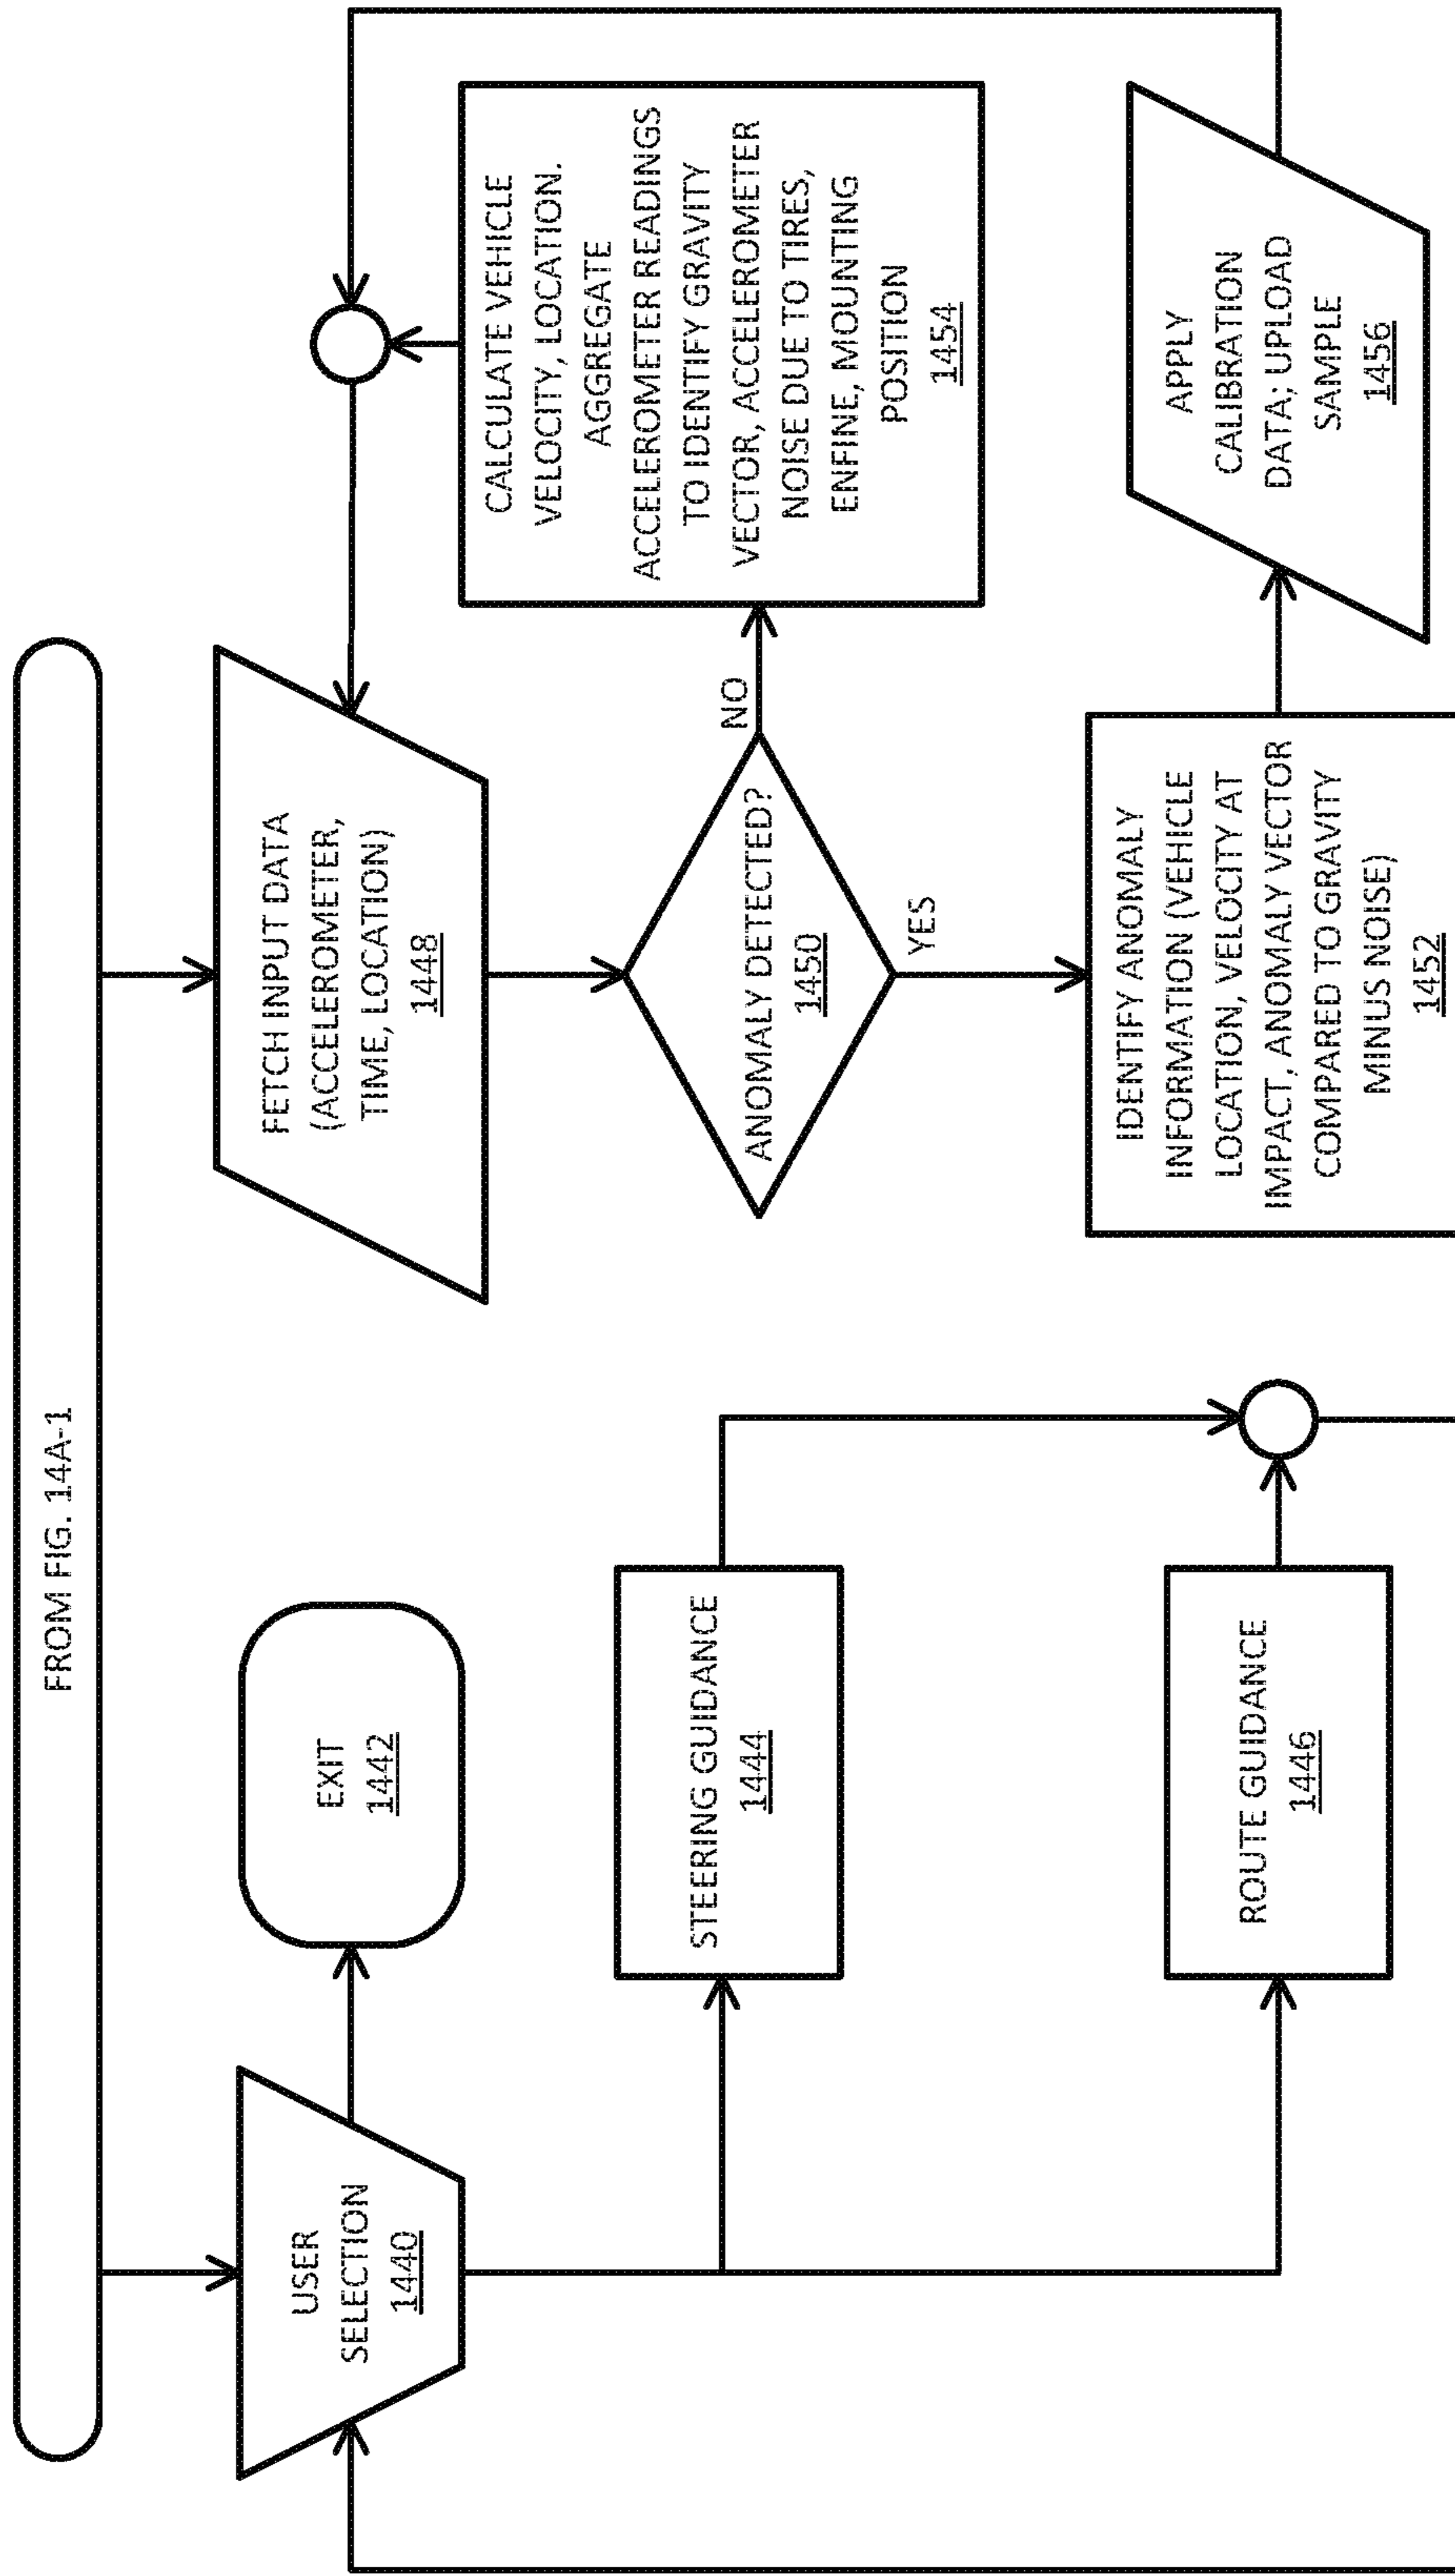 FROM FIG. 14A-1
USER
SELECTION
1440
EXIT
1442
STEERING GUIDANCE
1444
ROUTE GUIDANCE
1446
FETCH INPUT DATA
(ACCELEROMETER,
TIME, LOCATION)
1448
ANOMALY DETECTED?
1450
NO
YES
IDENTIFY ANOMALY
INFORMATION (VEHICLE
LOCATION, VELOCITY AT
IMPACT, ANOMALY VECTOR
COMPARED TO GRAVITY
MINUS NOISE)
1452
CALCULATE VEHICLE
VELOCITY, LOCATION.
AGGREGATE
ACCELEROMETER READINGS
TO IDENTIFY GRAVITY
VECTOR, ACCELEROMETER
NOISE DUE TO TIRES,
ENFINE, MOUNTING
POSITION
1454
APPLY
CALIBRATION
DATA; UPLOAD
SAMPLE
1456